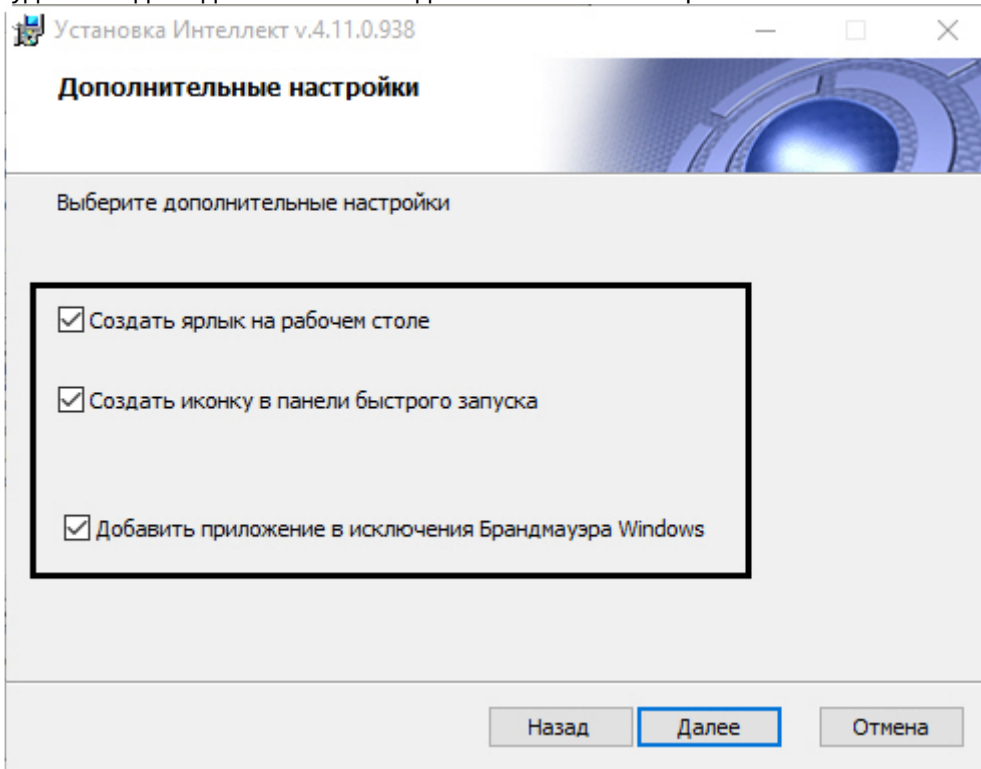 Установка Интеллект v.4.11.0.938
Дополнительные настройки
Выберите дополнительные настройки
Создать ярлык на рабочем столе
Создать иконку в панели быстрого запуска
Добавить приложение в исключения Брандмауэра Windows
Назад Далее Отмена